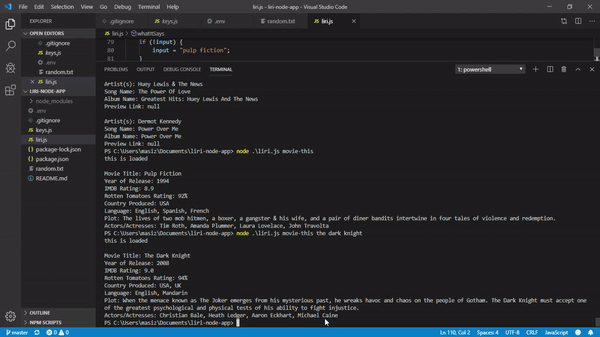 File Edit Selection View Go Debug Terminal Help
liri.js - liri-node-app - Visual Studio Code
EXPLORER
.gitignore
keys.js
.env
random.txt
liri.js
OPEN EDITORS
.gitignore
keys.js
.env
random.txt
liri.js
LIRI-NODE-APP
node_modules
.env
.gitignore
keys.js
liri.js
package-lock.json
package.json
random.txt
README.md
OUTLINE
NPM SCRIPTS
liri.js > whatItSays
79 if (!input) {
80 input = "pulp fiction";
81 }
PROBLEMS OUTPUT DEBUG CONSOLE TERMINAL
1: powershell
Artist(s): Huey Lewis & The News
Song Name: The Power Of Love
Album Name: Greatest Hits: Huey Lewis And The News
Preview Link: null
Artist(s): Dermot Kennedy
Song Name: Power Over Me
Album Name: Power Over Me
Preview Link: null
PS C:\Users\masiz\Documents\liri-node-app> node .\liri.js movie-this
this is loaded
Movie Title: Pulp Fiction
Year of Release: 1994
IMDB Rating: 8.9
Rotten Tomatoes Rating: 92%
Country Produced: USA
Language: English, Spanish, French
Plot: The lives of two mob hitmen, a boxer, a gangster & his wife, and a pair of diner bandits intertwine in four tales of violence and redemption.
Actors/Actresses: Tim Roth, Amanda Plummer, Laura Lovelace, John Travolta
PS C:\Users\masiz\Documents\liri-node-app> node .\liri.js movie-this the dark knight
this is loaded
Movie Title: The Dark Knight
Year of Release: 2008
IMDB Rating: 9.0
Rotten Tomatoes Rating: 94%
Country Produced: USA, UK
Language: English, Mandarin
Plot: When the menace known as The Joker emerges from his mysterious past, he wreaks havoc and chaos on the people of Gotham. The Dark Knight must accept one
of the greatest psychological and physical tests of his ability to fight injustice.
Actors/Actresses: Christian Bale, Heath Ledger, Aaron Eckhart, Michael Caine
PS C:\Users\masiz\Documents\liri-node-app>
master 0 0
Ln 110, Col 2 Spaces: 4 UTF-8 CRLF JavaScript